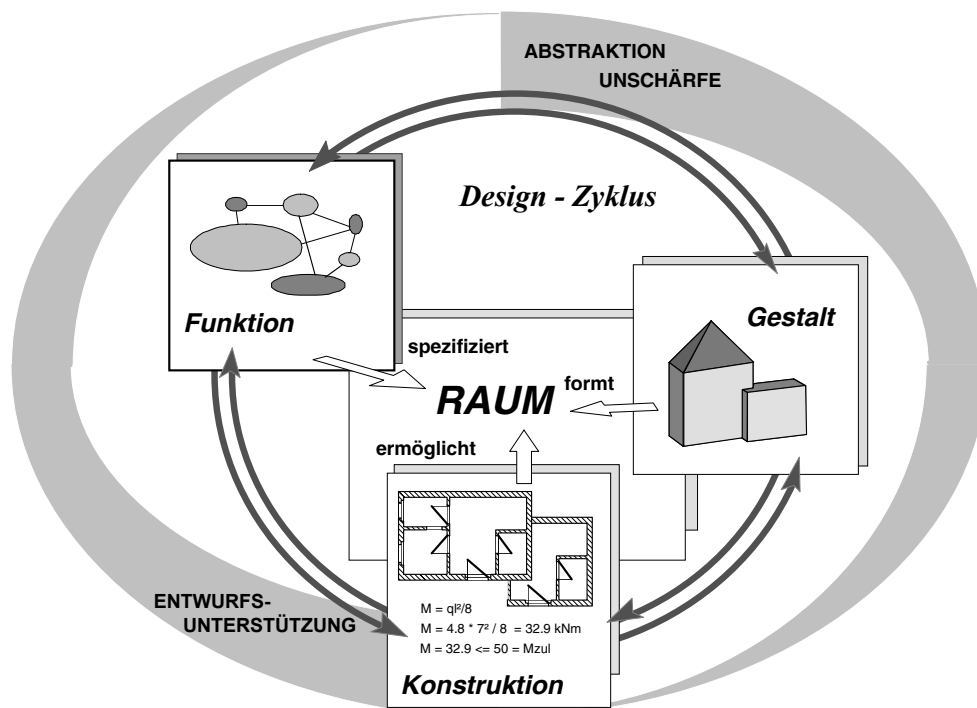 ABSTRAKTION
UNSCHÄRFE
Design - Zyklus
Funktion
Gestalt
spezifiziert
RAUM
formt
ermöglicht
ENTWURFS-
UNTERSTÜTZUNG
M = ql²/8
M = 4.8 * 7² / 8 = 32.9 kNm
M = 32.9 <= 50 = Mzul
Konstruktion